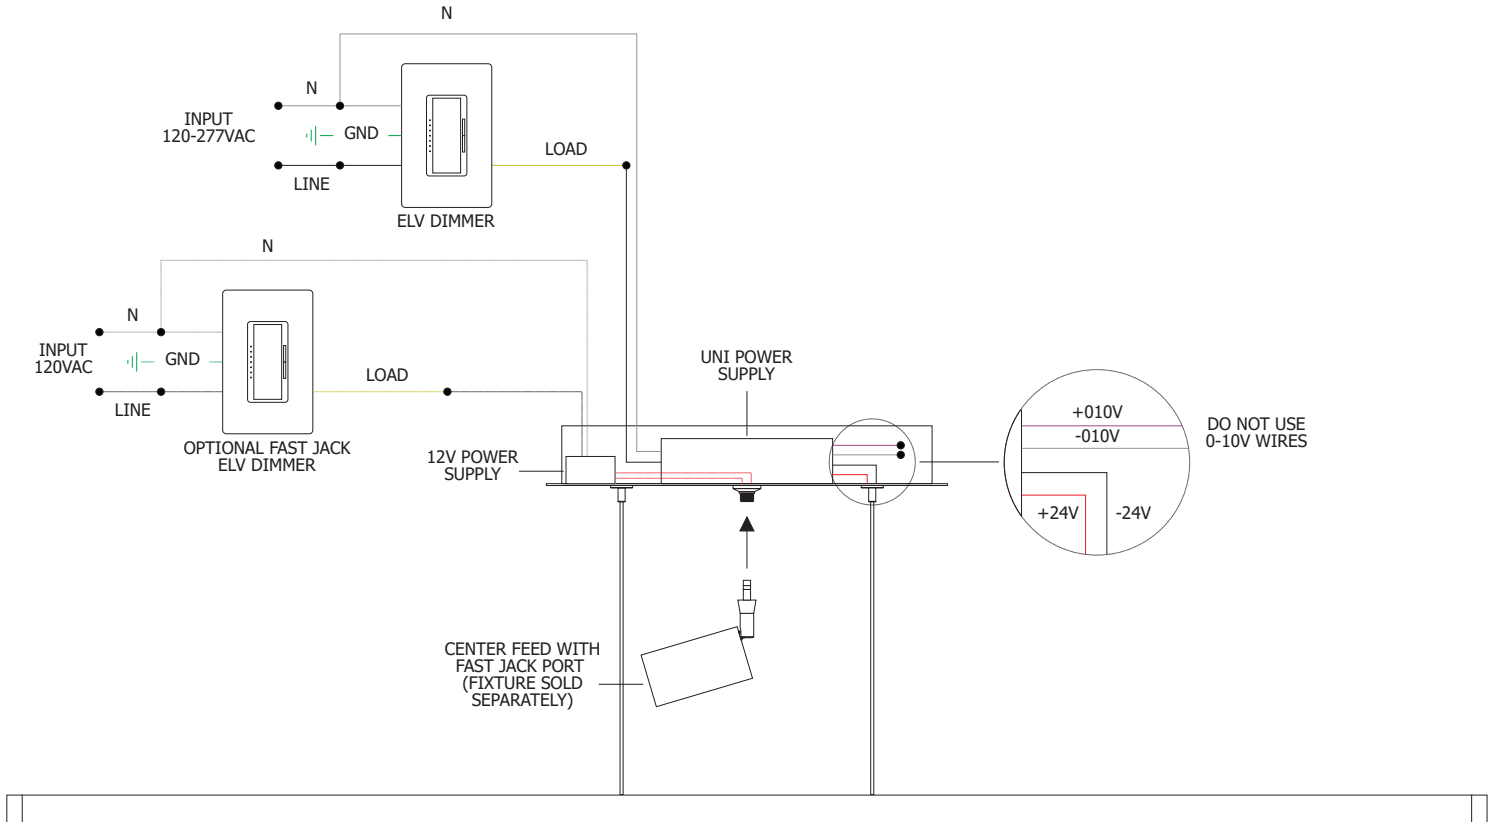 N
N
INPUT
120-277VAC
GND
LOAD
LINE
ELV DIMMER
N
N
INPUT
120VAC
GND
LOAD
LINE
OPTIONAL FAST JACK
ELV DIMMER
UNI POWER
SUPPLY
12V POWER
SUPPLY
+010V
-010V
+24V
-24V
DO NOT USE
0-10V WIRES
CENTER FEED WITH
FAST JACK PORT
(FIXTURE SOLD
SEPARATELY)